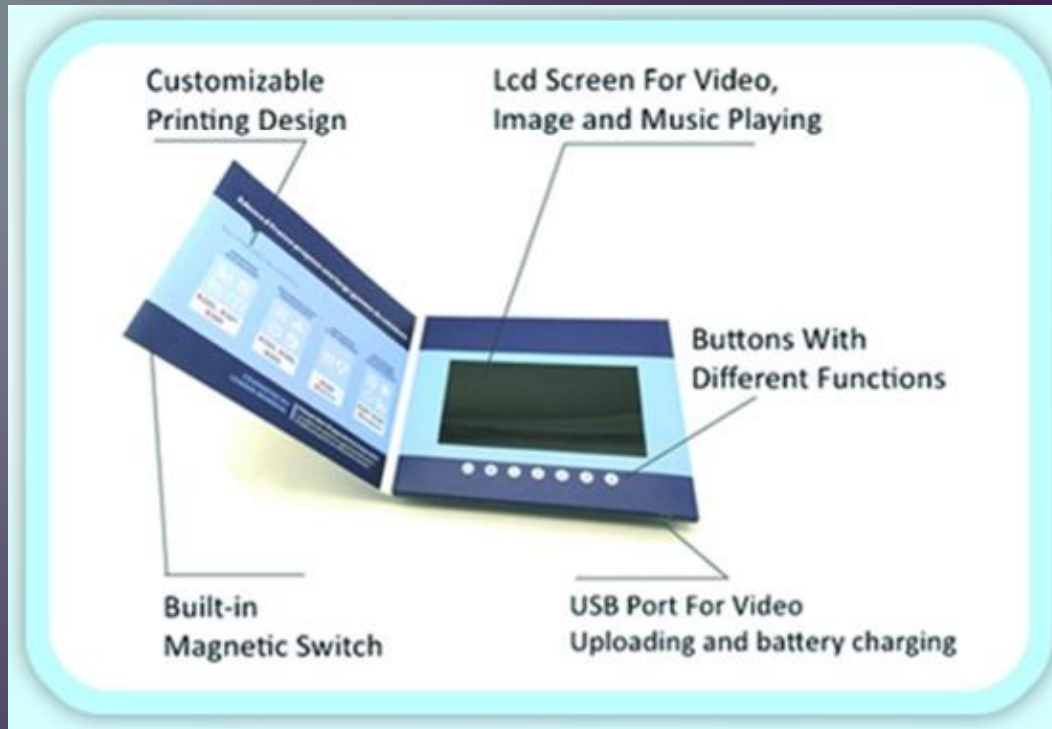 Customizable
Printing Design
Lcd Screen For Video,
Image and Music Playing
Buttons With
Different Functions
Built-in
Magnetic Switch
USB Port For Video
Uploading and battery charging